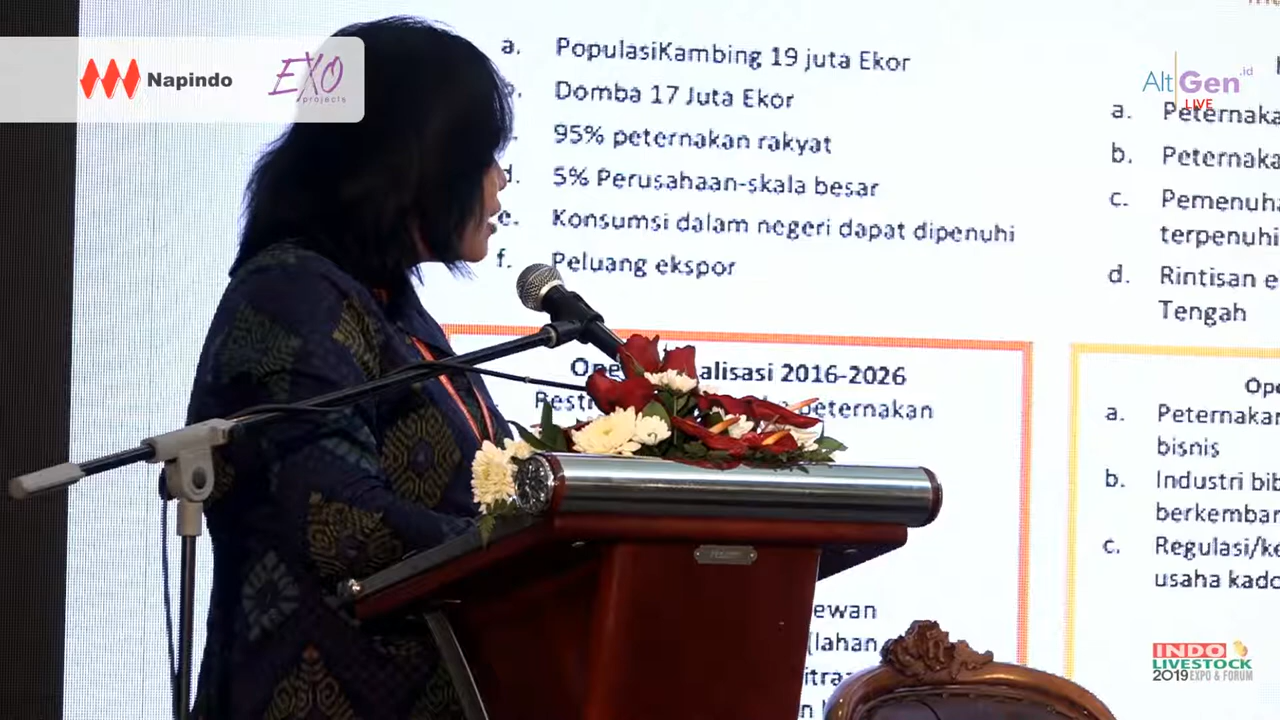 Napindo
EXO
projects
AltGen.id
LIVE
a. PopulasiKambing 19 juta Ekor
Domba 17 Juta Ekor
95% peternakan rakyat
d. 5% Perusahaan-skala besar
e. Konsumsi dalam negeri dapat dipenuhi
f. Peluang ekspor
alisasi 2016-2026
peternakan
ewan
(lahan
a. Peternaka
b. Peternaka
c. Pemenuha
terpenuhi
d. Rintisan e
Tengah
Ope
a. Peternakan
bisnis
b. Industri bib
berkembar
c. Regulasi/ke
usaha kado
INDO
LIVESTOCK
2019 EXPO & FORUM